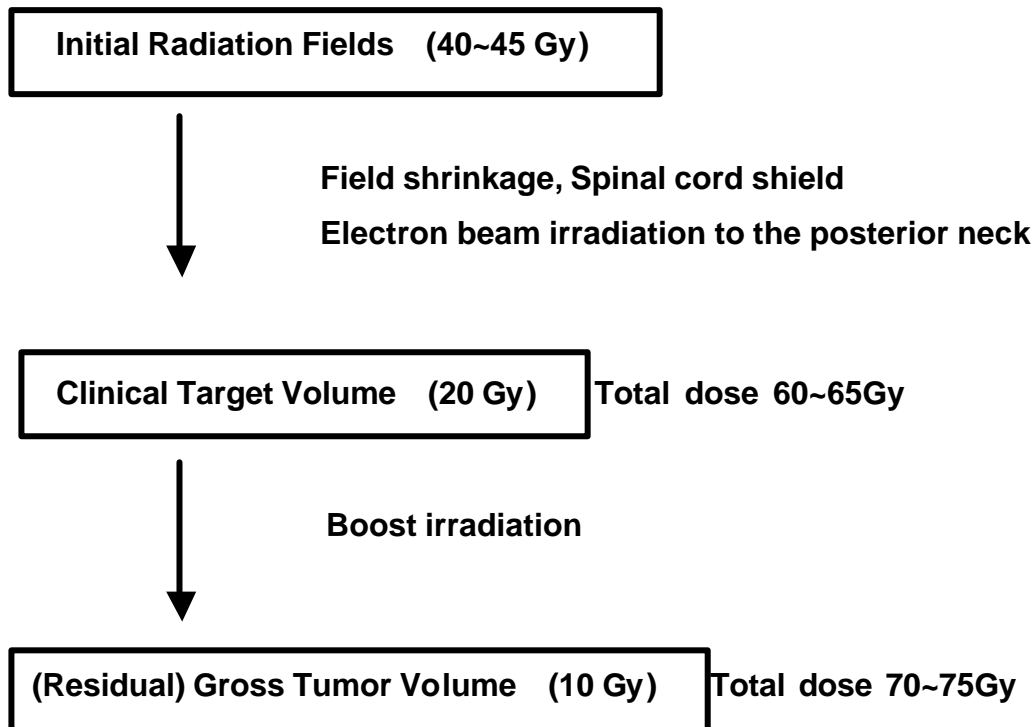 Initial Radiation Fields (40~45 Gy)
Field shrinkage, Spinal cord shield
Electron beam irradiation to the posterior neck
Clinical Target Volume (20 Gy) Total dose 60~65Gy
Boost irradiation
(Residual) Gross Tumor Volume (10 Gy) Total dose 70~75Gy